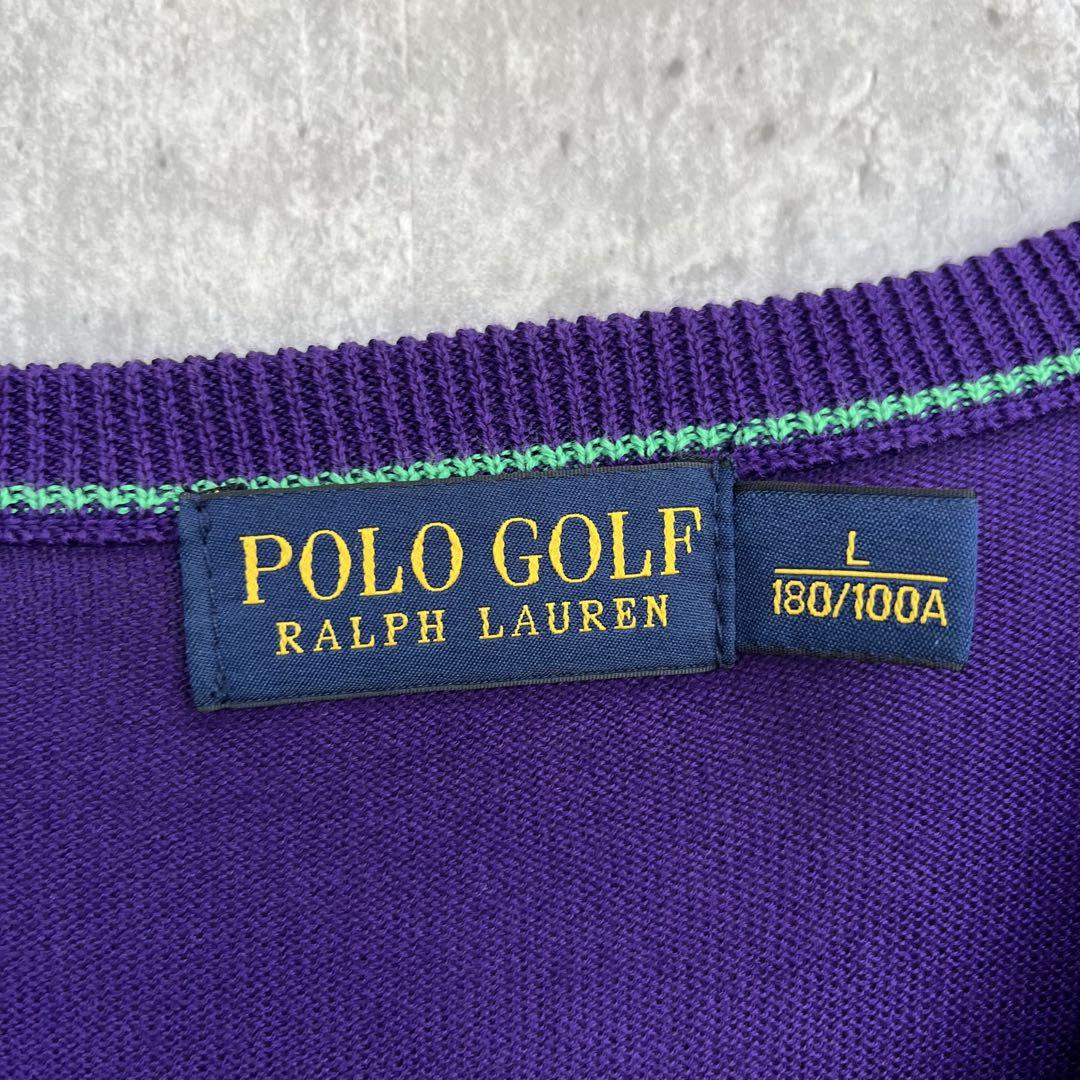 POLO GOLF
RALPH LAUREN
L
180/100A